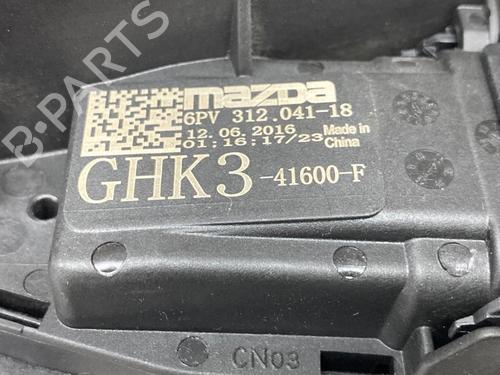 mazda
6PV 312.041-18
12.06.2016
01:16:17/23
Made in
China
GHK3 -41600-F
CN03
B-PARTS